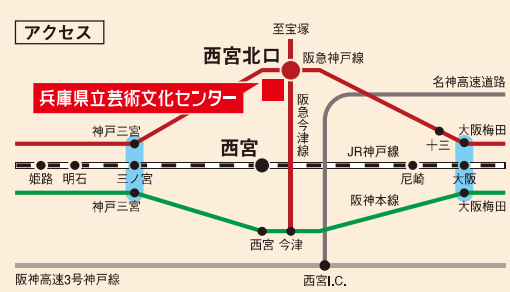 アクセス
至宝塚
西宮北口
阪急神戸線
名神高速道路
兵庫県立芸術文化センター
阪急今津線
神戸三宮
西宮
JR神戸線
十三
大阪梅田
姫路
明石
三ノ宮
尼崎
大阪
神戸三宮
阪神本線
大阪梅田
西宮
今津
阪神高速3号神戸線
西宮I.C.